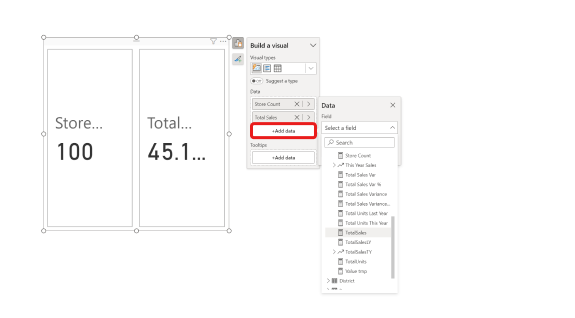 Store...
100
Total...
45.1...
Build a visual
Visual types
Suggest a type
Data
Store Count
Total Sales
+Add data
Tooltips
+Add data
Data
Field
Select a field
Search
Store Count
This Year Sales
Total Sales Var
Total Sales Var %
Total Sales Variance
Total Sales Variance...
Total Units Last Year
Total Units This Year
TotalSales
TotalSalesLY
TotalSalesTY
TotalUnits
Value tmp
District